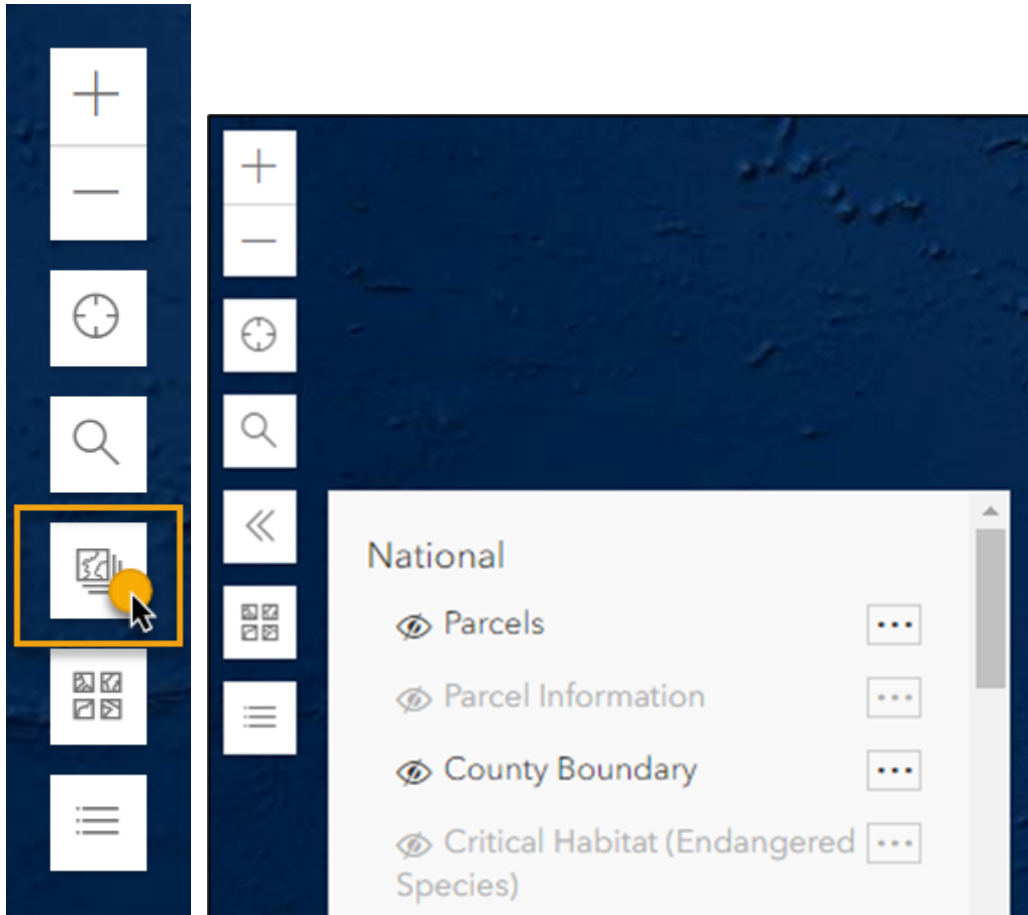 National
Parcels
Parcel Information
County Boundary
Critical Habitat (Endangered
Species)